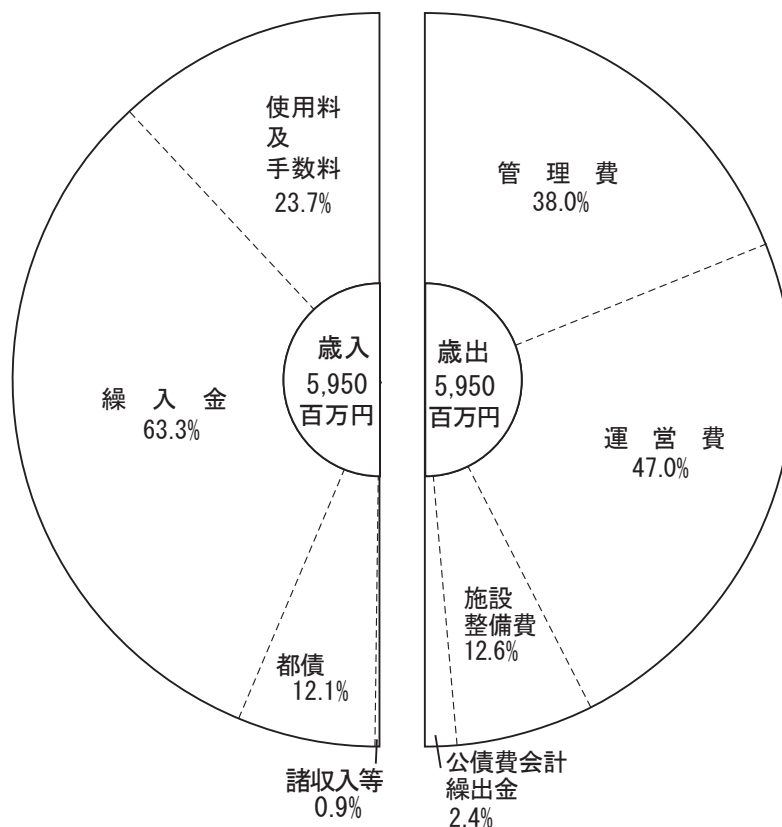 使用料
及
手数料
23.7%
繰 入 金
63.3%
都債
12.1%
諸収入等
0.9%
歳入
5,950
百万円
歳出
5,950
百万円
管 理 費
38.0%
運 営 費
47.0%
施設
整備費
12.6%
公債費会計
繰出金
2.4%